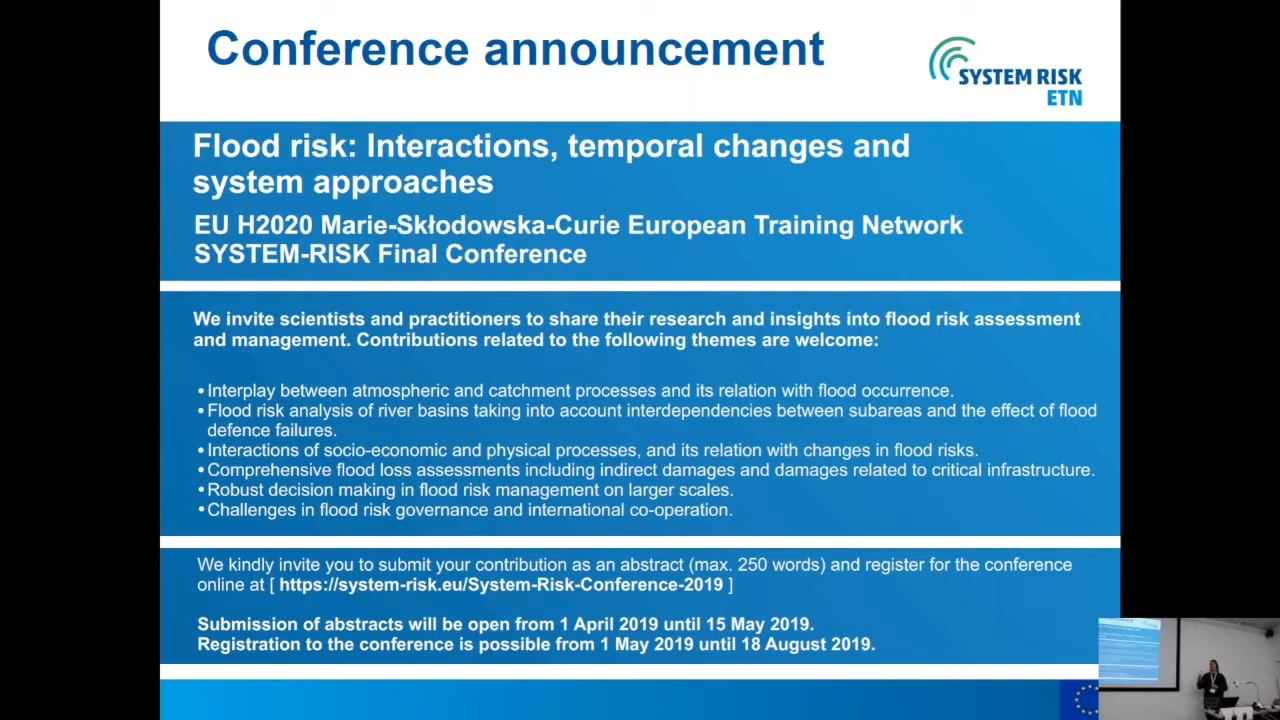 Conference announcement
SYSTEM RISK
ETN
Flood risk: Interactions, temporal changes and
system approaches
EU H2020 Marie-Skłodowska-Curie European Training Network
SYSTEM-RISK Final Conference
We invite scientists and practitioners to share their research and insights into flood risk assessment
and management. Contributions related to the following themes are welcome:
• Interplay between atmospheric and catchment processes and its relation with flood occurrence.
• Flood risk analysis of river basins taking into account interdependencies between subareas and the effect of flood
defence failures.
• Interactions of socio-economic and physical processes, and its relation with changes in flood risks.
• Comprehensive flood loss assessments including indirect damages and damages related to critical infrastructure.
• Robust decision making in flood risk management on larger scales.
• Challenges in flood risk governance and international co-operation.
We kindly invite you to submit your contribution as an abstract (max. 250 words) and register for the conference
online at [ https://system-risk.eu/System-Risk-Conference-2019 ]
Submission of abstracts will be open from 1 April 2019 until 15 May 2019.
Registration to the conference is possible from 1 May 2019 until 18 August 2019.